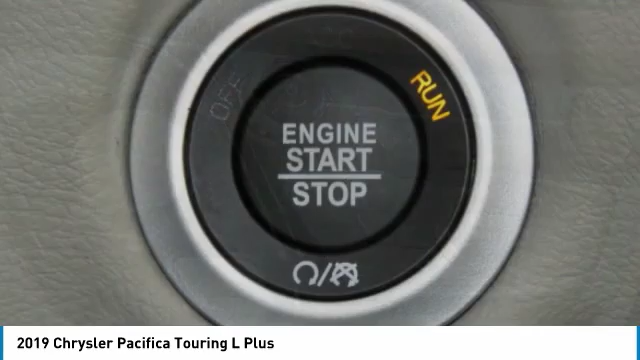 OFF
RUN
ENGINE
START
STOP
2019 Chrysler Pacifica Touring L Plus